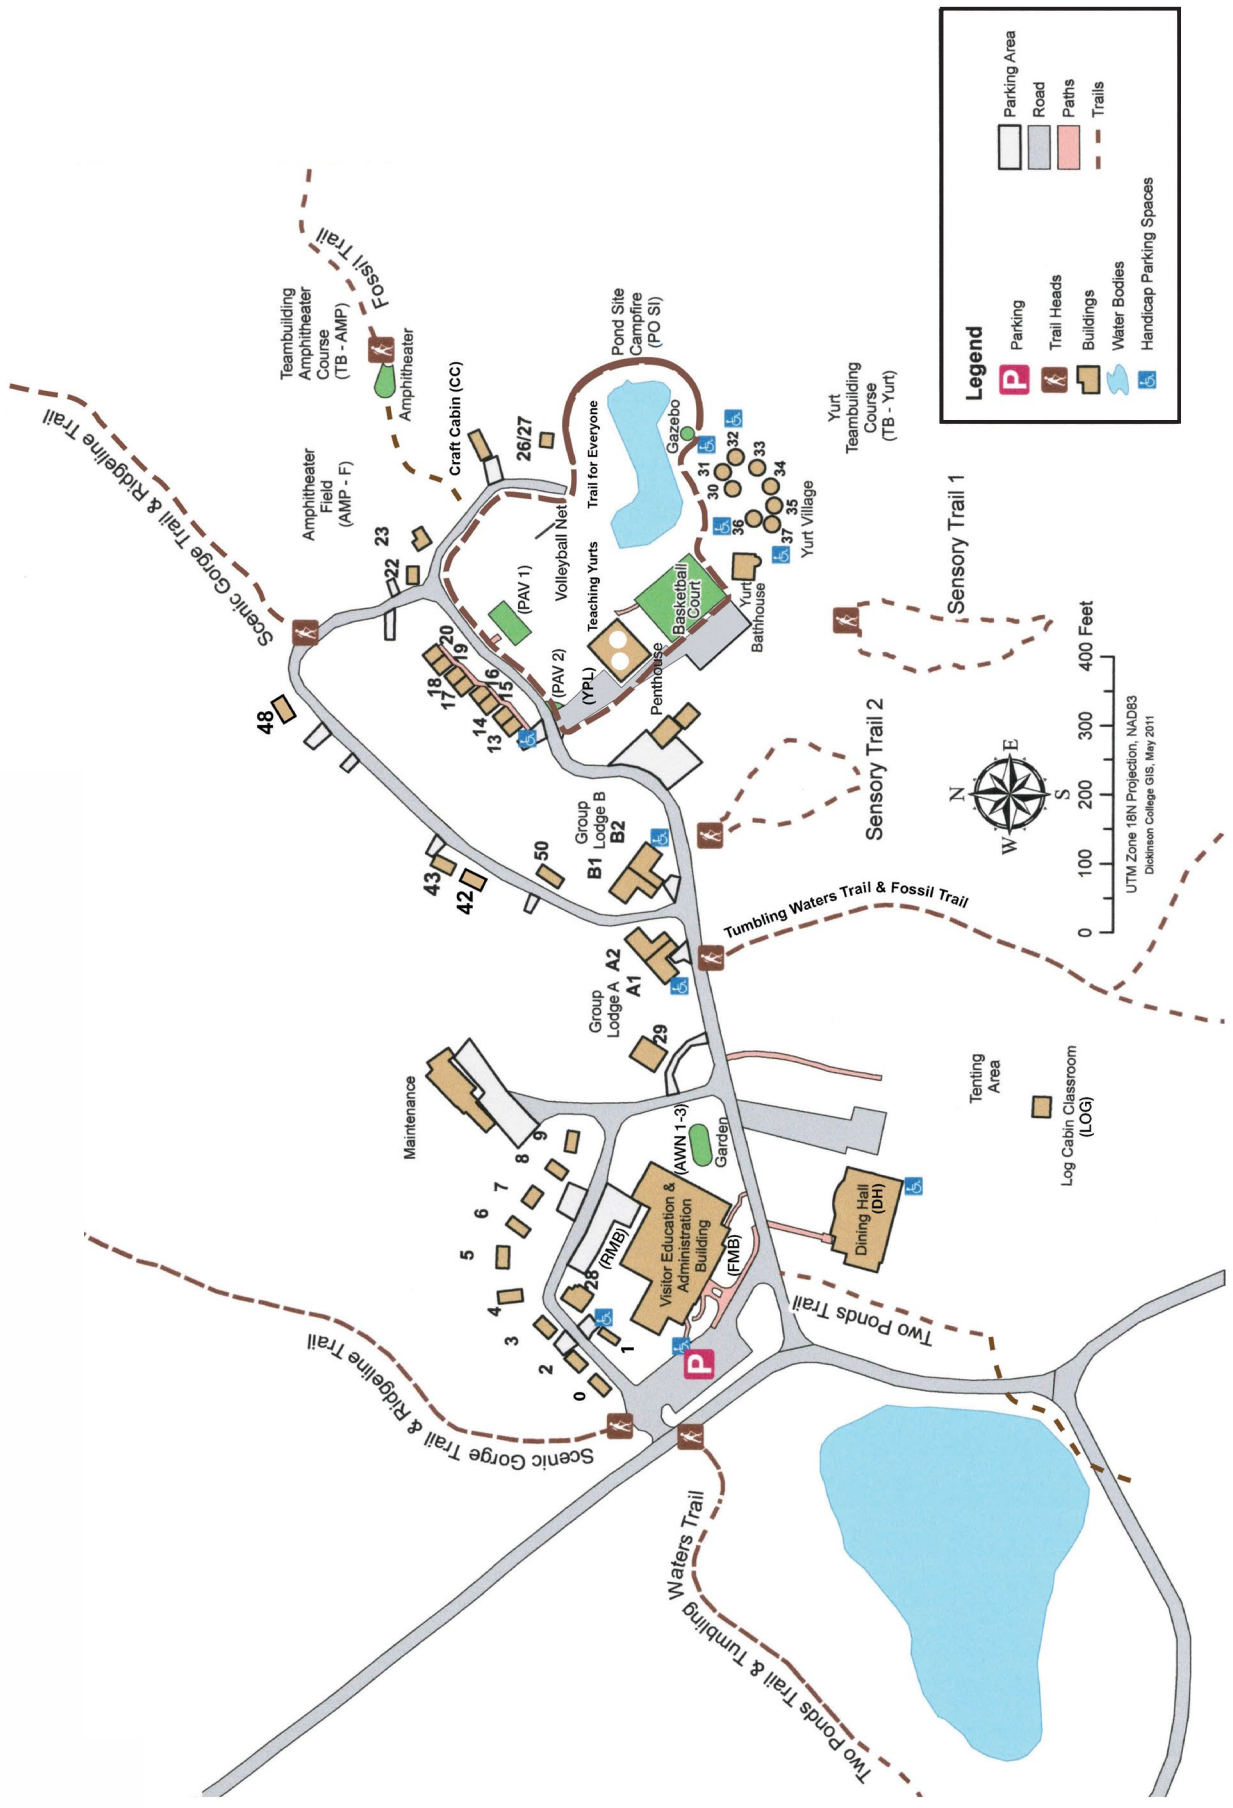 Scenic Gorge Trail & Ridgeline Trail
Fossil Trail
Teambuilding
Amphitheater
Course
(TB - AMP)
Amphitheater
Amphitheater
Field
(AMP - F)
Craft Cabin (CC)
26/27
23
22
Pond Site
Campfire
(PO SI)
Trail for Everyone
Volleyball Net
Teaching Yurts
(PAV 1)
(PAV 2)
(YPL)
Penthouse
Basketball
Court
Gazebo
30
31
32
33
34
35
36
37
Yurt Village
Yurt
Bathhouse
Yurt
Teambuilding
Course
(TB - Yurt)
20
19
18
17
16
15
14
13
48
43
42
50
Group
Lodge B
B1
B2
Group
Lodge A
A1
A2
29
Sensory Trail 1
Sensory Trail 2
Tumbling Waters Trail & Fossil Trail
Maintenance
9
8
7
6
5
4
3
2
0
1
28
(RMB)
Visitor Education &
Administration
Building
(FMB)
(AWN 1-3)
Garden
Dining Hall
(DH)
Tenting
Area
Log Cabin Classroom
(LOG)
Two Ponds Trail
Scenic Gorge Trail & Ridgeline Trail
Two Ponds Trail & Tumbling Waters Trail
P
Legend
P
Parking
Trail Heads
Buildings
Water Bodies
Handicap Parking Spaces
Parking Area
Road
Paths
Trails
N
E
S
W
0
100
200
300
400 Feet
UTM Zone 18N Projection, NAD83
Dickinson College GIS, May 2011